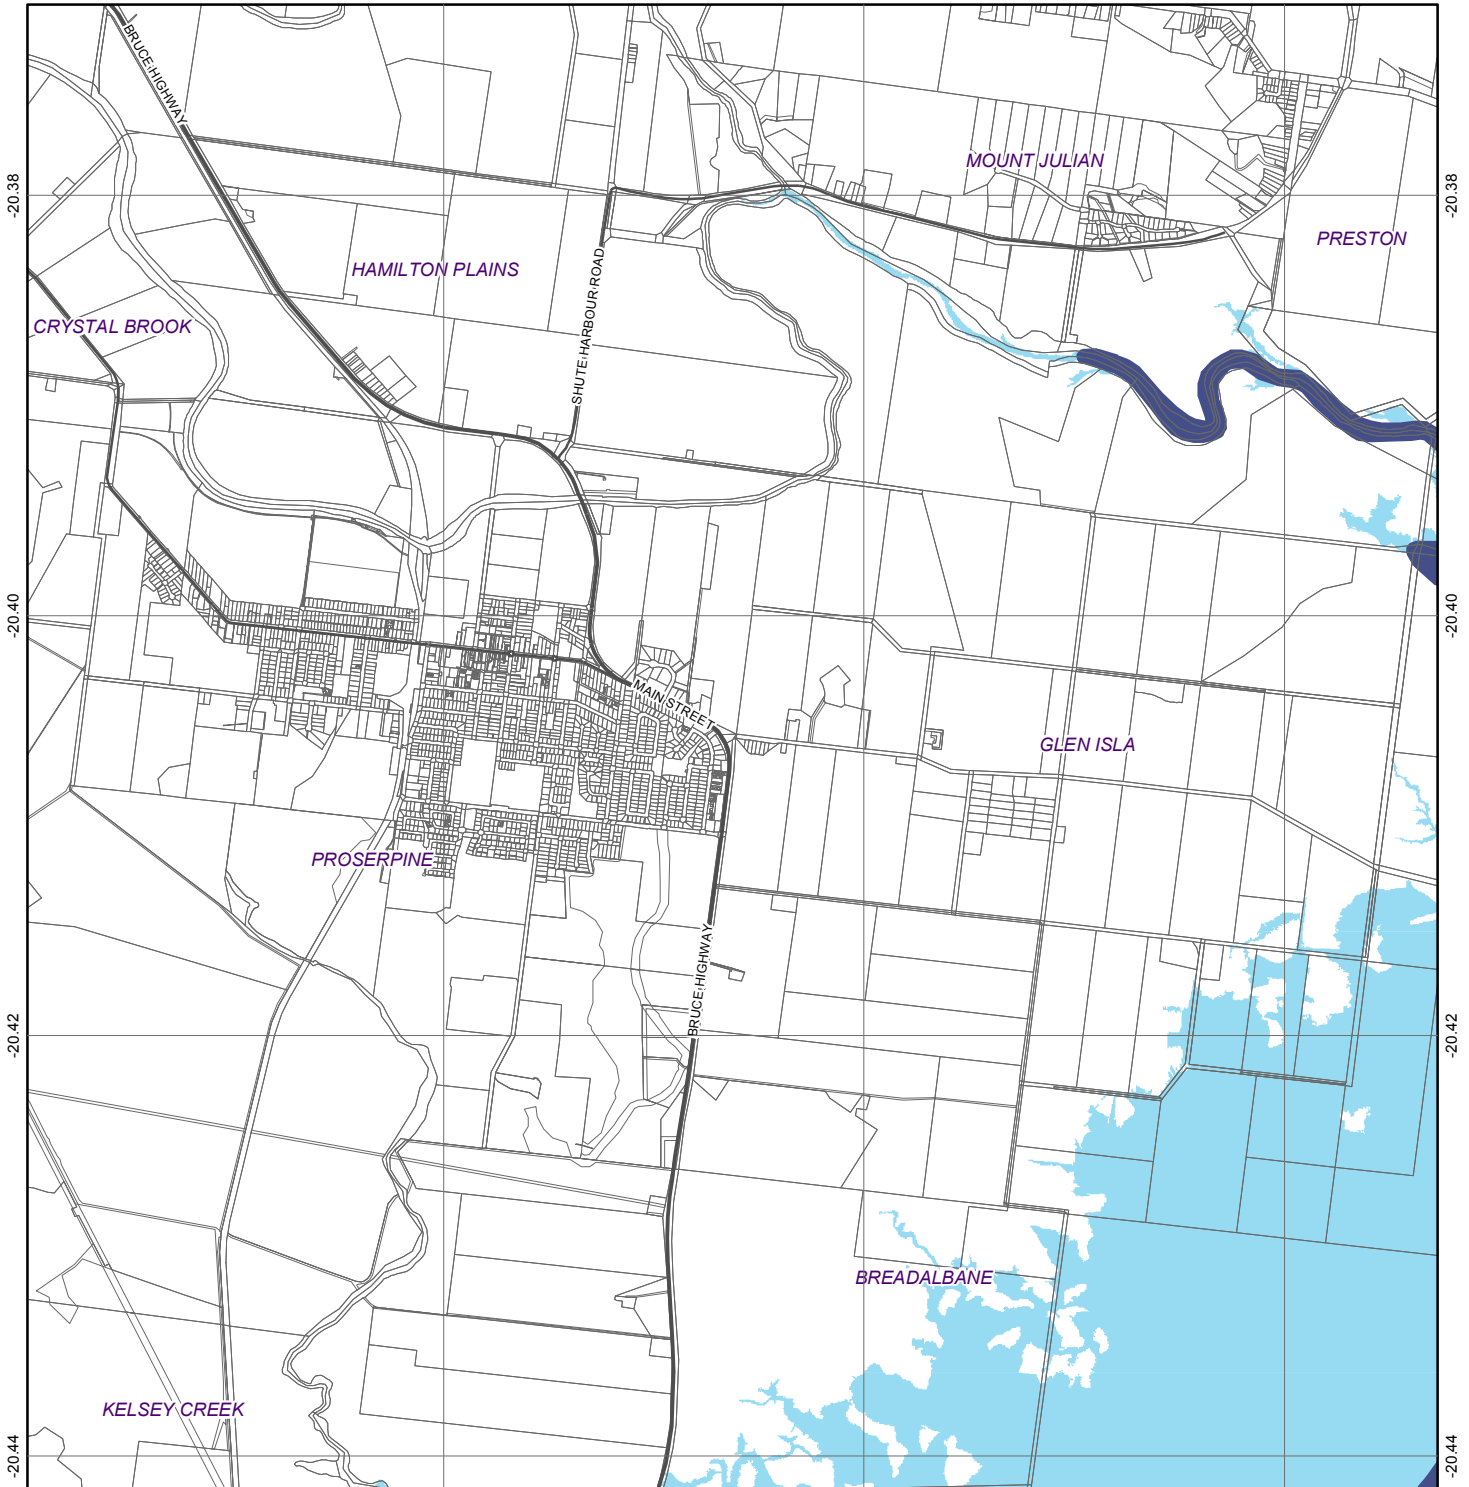 BRUCE HIGHWAY
MOUNT JULIAN
-20.38
-20.38
PRESTON
HAMILTON PLAINS
SHUTE HARBOUR ROAD
CRYSTAL BROOK
-20.40
-20.40
MAIN STREET
GLEN ISLA
PROSERPINE
BRUCE HIGHWAY
-20.42
-20.42
BREADALBANE
KELSEY CREEK
-20.44
-20.44